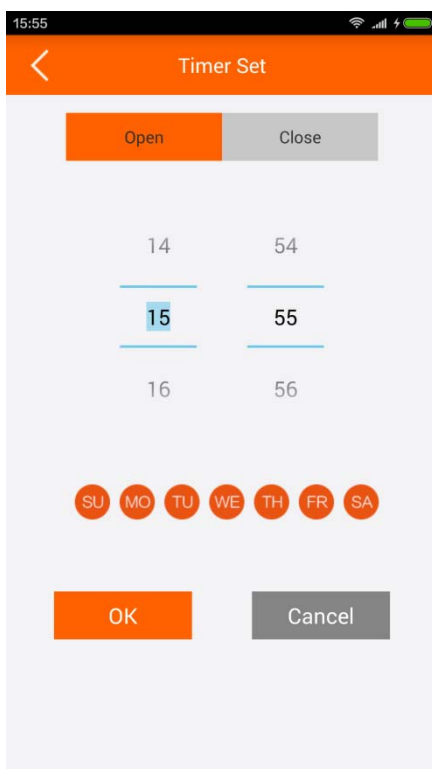 15:55
Timer Set
Open Close
14 54
15 55
16 56
SU MO TU WE TH FR SA
OK Cancel